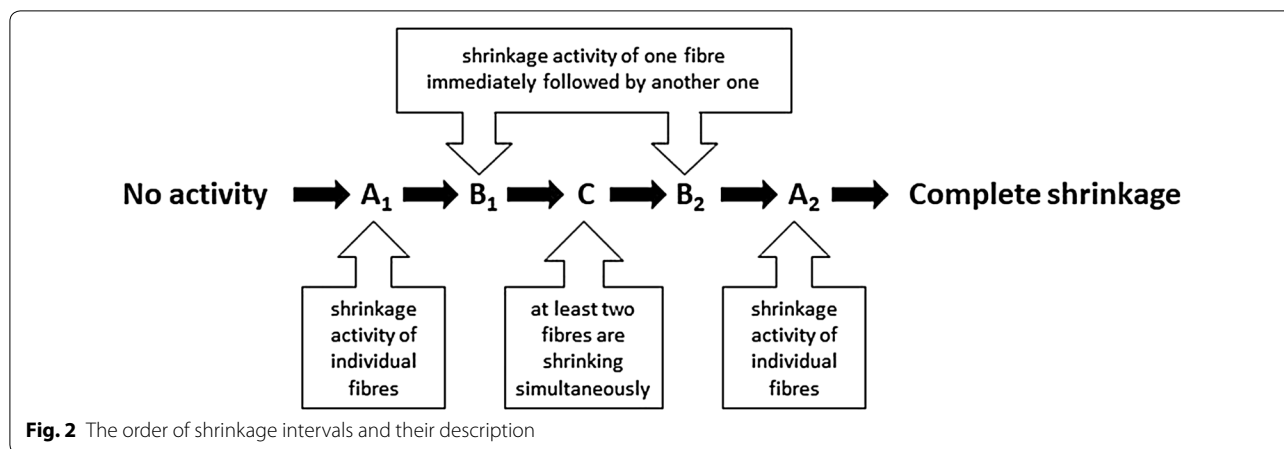 shrinkage activity of one fibre
immediately followed by another one
No activity A₁ B₁ C B₂ A₂ Complete shrinkage
shrinkage
activity of
individual
fibres
at least two
fibres are
shrinking
simultaneously
shrinkage
activity of
individual
fibres
Fig. 2 The order of shrinkage intervals and their description